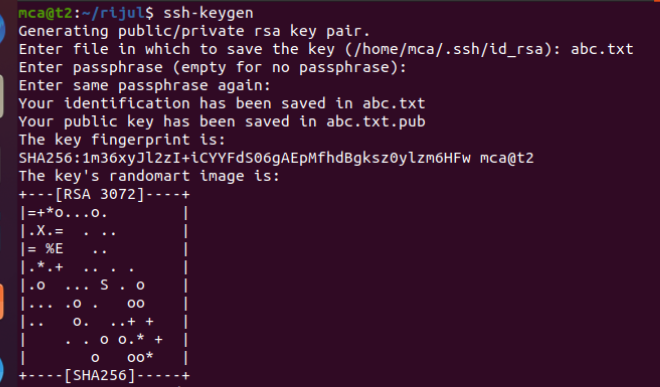 mca@t2:~/rijul$ ssh-keygen
Generating public/private rsa key pair.
Enter file in which to save the key (/home/mca/.ssh/id_rsa): abc.txt
Enter passphrase (empty for no passphrase):
Enter same passphrase again:
Your identification has been saved in abc.txt
Your public key has been saved in abc.txt.pub
The key fingerprint is:
SHA256:1m36xyJl2zI+iCYYFdS06gAEpMfhdBgksz0ylzm6HFw mca@t2
The key's randomart image is:
+---[RSA 3072]----+
|=+*o...o.        |
|.X.=  . ..       |
|= %E   ..        |
|.*.+  .. . .     |
|.o  ... S . o    |
|... .o .   oo    |
|..   o.  ..+ +   |
|    . . o o.* +  |
|       o   oo*   |
+----[SHA256]-----+